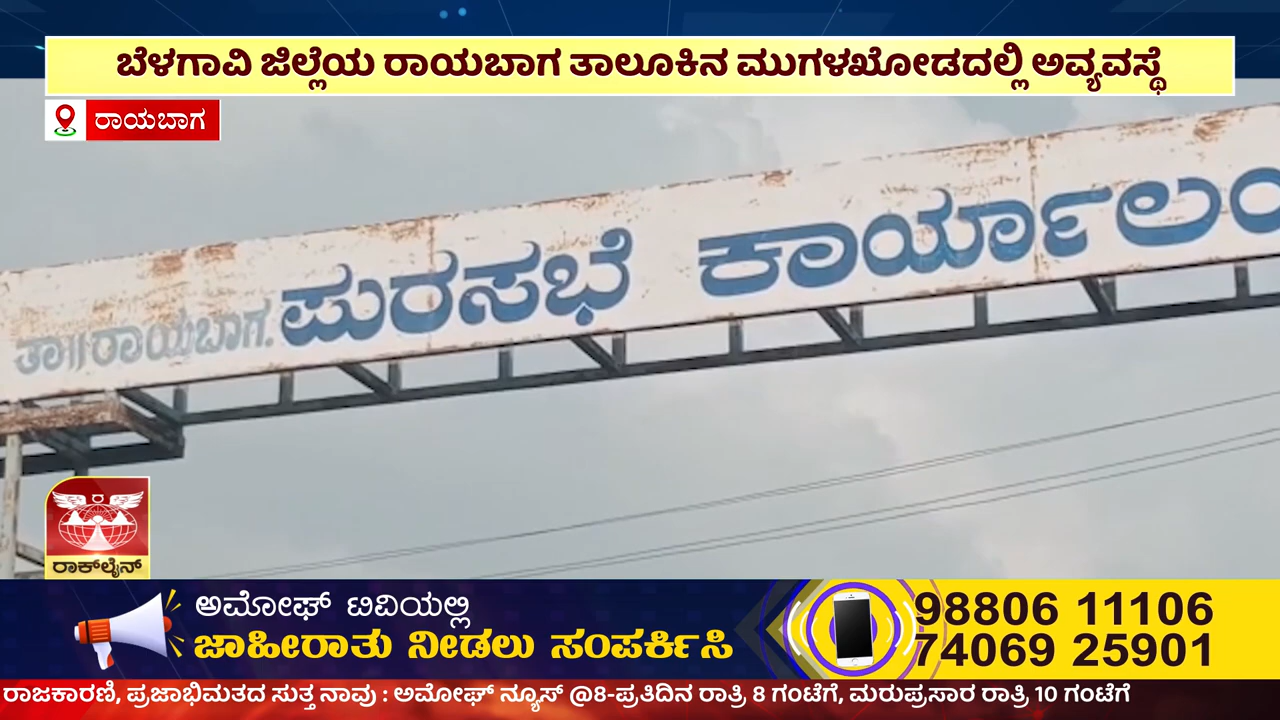 ಬೆಳಗಾವಿ ಜಿಲ್ಲೆಯ ರಾಯಬಾಗ ತಾಲೂಕಿನ ಮುಗಳಖೋಡದಲ್ಲಿ ಅವ್ಯವಸ್ಥೆ
ರಾಯಬಾಗ
ತಾ||ರಾಯಬಾಗ. ಪುರಸಭೆ ಕಾರ್ಯಾಲಂ
ರಾಕ್‌ಲೈನ್
ಅಮೋಘ್ ಟಿವಿಯಲ್ಲಿ
ಜಾಹೀರಾತು ನೀಡಲು ಸಂಪರ್ಕಿಸಿ
98806 11106
74069 25901
ರಾಜಕಾರಣಿ, ಪ್ರಜಾಭಿಮತದ ಸುತ್ತ ನಾವು : ಅಮೋಘ್ ನ್ಯೂಸ್ @8-ಪ್ರತಿದಿನ ರಾತ್ರಿ 8 ಗಂಟೆಗೆ, ಮರುಪ್ರಸಾರ ರಾತ್ರಿ 10 ಗಂಟೆಗೆ